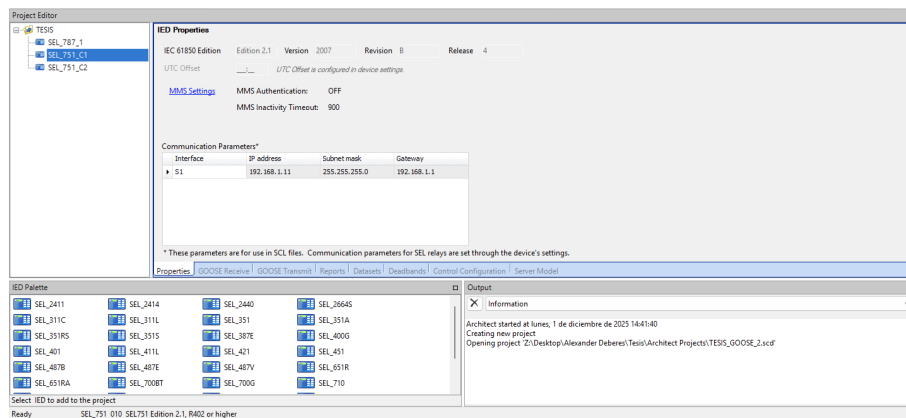 Project Editor
TESIS
SEL_787_1
SEL_751_C1
SEL_751_C2
IED Properties
IEC 61850 Edition Edition 2.1 Version 2007 Revision B Release 4
UTC Offset __:__ UTC Offset is configured in device settings.
MMS Settings MMS Authentication: OFF
MMS Inactivity Timeout: 900
Communication Parameters*
Interface IP address Subnet mask Gateway
S1 192.168.1.11 255.255.255.0 192.168.1.1
* These parameters are for use in SCL files. Communication parameters for SEL relays are set through the device's settings.
Properties GOOSE Receive GOOSE Transmit Reports Datasets Deadbands Control Configuration Server Model
IED Palette
SEL_2411 SEL_2414 SEL_2440 SEL_2664S
SEL_311C SEL_311L SEL_351 SEL_351A
SEL_351RS SEL_351S SEL_387E SEL_400G
SEL_401 SEL_411L SEL_421 SEL_451
SEL_487B SEL_487E SEL_487V SEL_651R
SEL_651RA SEL_700BT SEL_700G SEL_710
Select IED to add to the project
Output
Information
Architect started at lunes, 1 de diciembre de 2025 14:41:40
Creating new project
Opening project 'Z:\Desktop\Alexander Deberes\Tesis\Architect Projects\TESIS_GOOSE_2.scd'
Ready SEL_751 010 SEL751 Edition 2.1, R402 or higher